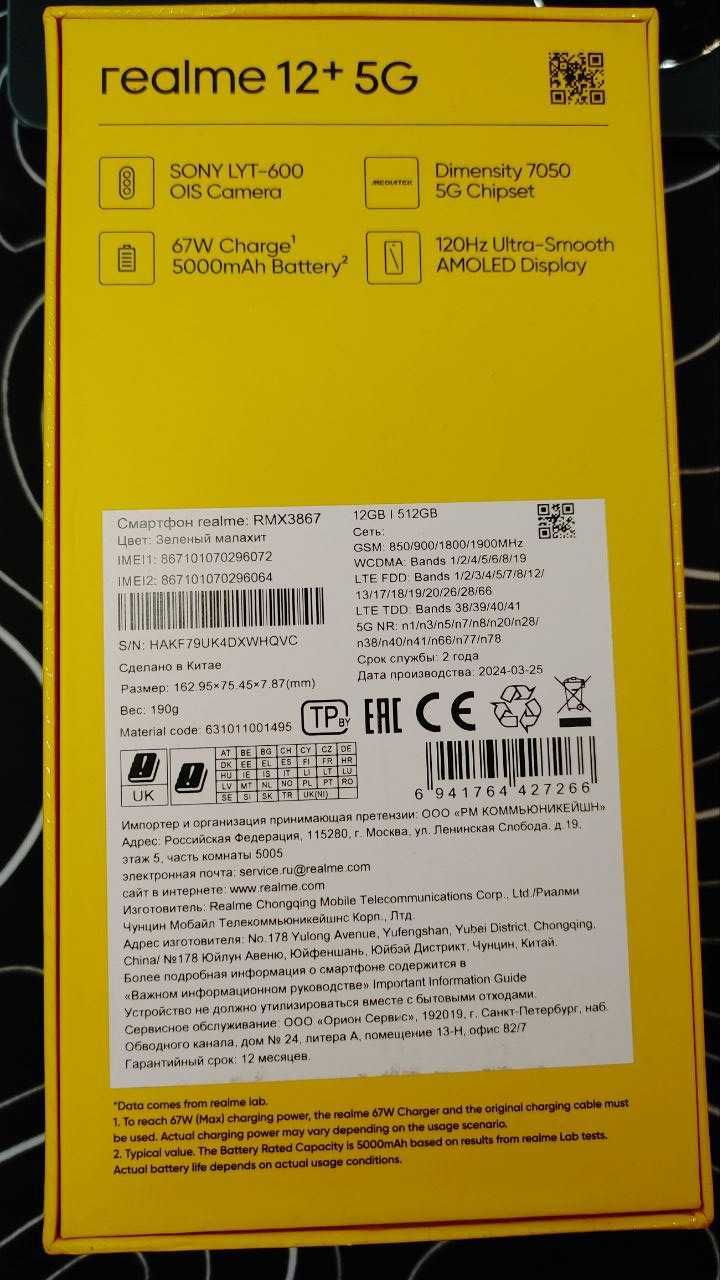 realme 12+ 5G
SONY LYT-600
OIS Camera
MEDIATEK
Dimensity 7050
5G Chipset
67W Charge¹
5000mAh Battery²
120Hz Ultra-Smooth
AMOLED Display
Смартфон realme: RMX3867
Цвет: Зеленый малахит
IMEI1: 867101070296072
IMEI2: 867101070296064
S/N: HAKF79UK4DXWHQVC
Сделано в Китае
Размер: 162.95×75.45×7.87(mm)
Вес: 190g
Material code: 631011001495
12GB | 512GB
Сеть:
GSM: 850/900/1800/1900MHz
WCDMA: Bands 1/2/4/5/6/8/19
LTE FDD: Bands 1/2/3/4/5/7/8/12/
13/17/18/19/20/26/28/66
LTE TDD: Bands 38/39/40/41
5G NR: n1/n3/n5/n7/n8/n20/n28/
n38/n40/n41/n66/n77/n78
Срок службы: 2 года
Дата производства: 2024-03-25
TP BY EAC CE
UK
AT BE BG CH CY CZ DE
DK EE EL ES FI FR HR
HU IE IS IT LI LT LU
LV MT NL NO PL PT RO
SE SI SK TR UK(NI)
6 941764 427266
Импортер и организация принимающая претензии: ООО «РМ КОММЬЮНИКЕЙШН»
Адрес: Российская Федерация, 115280, г. Москва, ул. Ленинская Слобода, д.19,
этаж 5, часть комнаты 5005
электронная почта: service.ru@realme.com
сайт в интернете: www.realme.com
Изготовитель: Realme Chongqing Mobile Telecommunications Corp., Ltd./Риалми
Чунцин Мобайл Телекоммьюникейшнс Корп., Лтд.
Адрес изготовителя: No.178 Yulong Avenue, Yufengshan, Yubei District, Chongqing,
China/ №178 Юйлун Авеню, Юйфеншань, Юйбэй Дистрикт, Чунцин, Китай.
Более подробная информация о смартфоне содержится в
«Важном информационном руководстве» Important Information Guide
Устройство не должно утилизироваться вместе с бытовыми отходами.
Сервисное обслуживание: ООО «Орион Сервис», 192019, г. Санкт-Петербург, наб.
Обводного канала, дом № 24, литера А, помещение 13-Н, офис 82/7
Гарантийный срок: 12 месяцев.
*Data comes from realme lab.
1. To reach 67W (Max) charging power, the realme 67W Charger and the original charging cable must
be used. Actual charging power may vary depending on the usage scenario.
2. Typical value. The Battery Rated Capacity is 5000mAh based on results from realme Lab tests.
Actual battery life depends on actual usage conditions.